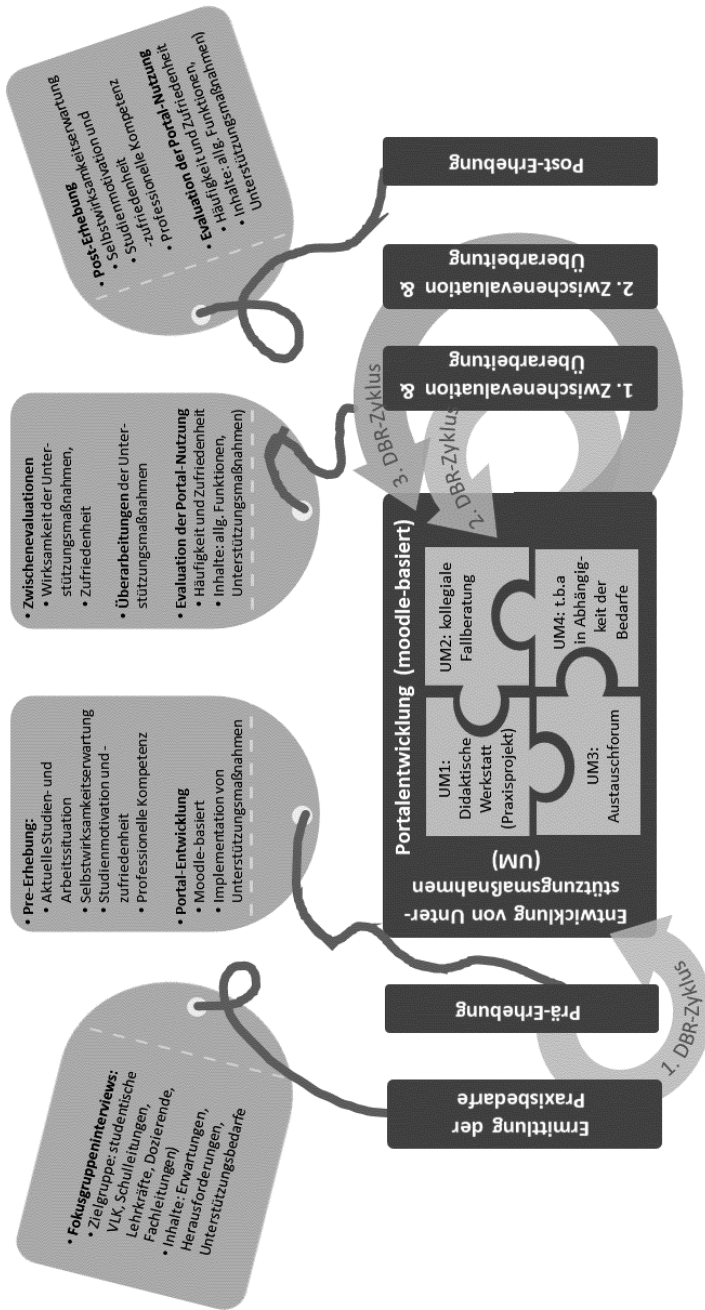 • Fokusgruppeninterviews:
• Zielgruppe: studentische
VLK, Schulleitungen,
Lehrkräfte, Dozierende,
Fachleitungen)
• Inhalte: Erwartungen,
Herausforderungen,
Unterstützungsbedarfe
• Pre-Erhebung:
• Aktuelle Studien- und
Arbeitssituation
• Selbstwirksamkeitserwartung
• Studienmotivation und -
zufriedenheit
• Professionelle Kompetenz
• Portal-Entwicklung
• Moodle-basiert
• Implementation von
Unterstützungsmaßnahmen
• Zwischenevaluationen
• Wirksamkeit der Unter-
stützungsmaßnahmen,
• Zufriedenheit
• Überarbeitungen der Unter-
stützungsmaßnahmen
• Evaluation der Portal-Nutzung
• Häufigkeit und Zufriedenheit
• Inhalte: allg. Funktionen,
Unterstützungsmaßnahmen)
• Post-Erhebung
• Selbstwirksamkeitserwartung
• Selbstmotivation und
• Studienmotivation
• Studienzufriedenheit
-zufriedenheit
• Professionelle Kompetenz
• Evaluation der Portal-Nutzung
• Häufigkeit und Zufriedenheit,
• Inhalte: allg. Funktionen,
Unterstützungsmaßnahmen)
Ermittlung der
Praxisbedarfe
Prä-Erhebung
1. DBR-Zyklus
Entwicklung von Unter-
stützungsmaßnahmen
(UM)
Portalentwicklung (moodle-basiert)
UM1:
Didaktische
Werkstatt
(Praxisprojekt)
UM2: kollegiale
Fallberatung
UM3:
Austauschforum
UM4: t.b.a
in Abhängig-
keit der
Bedarfe
2. DBR-Zyklus
3. DBR-Zyklus
1. Zwischenevaluation &
Überarbeitung
2. Zwischenevaluation &
Überarbeitung
Post-Erhebung